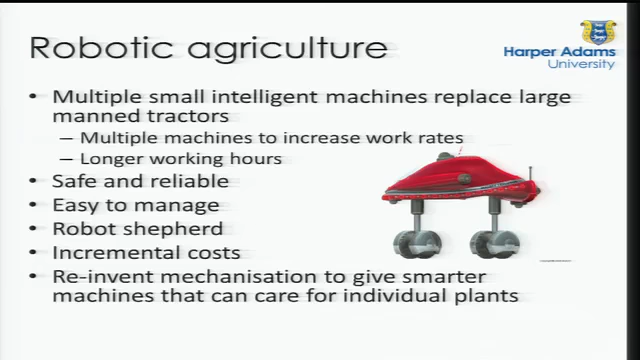 Robotic agriculture
Harper Adams
University
• Multiple small intelligent machines replace large
manned tractors
– Multiple machines to increase work rates
– Longer working hours
• Safe and reliable
• Easy to manage
• Robot shepherd
• Incremental costs
• Re-invent mechanisation to give smarter
machines that can care for individual plants